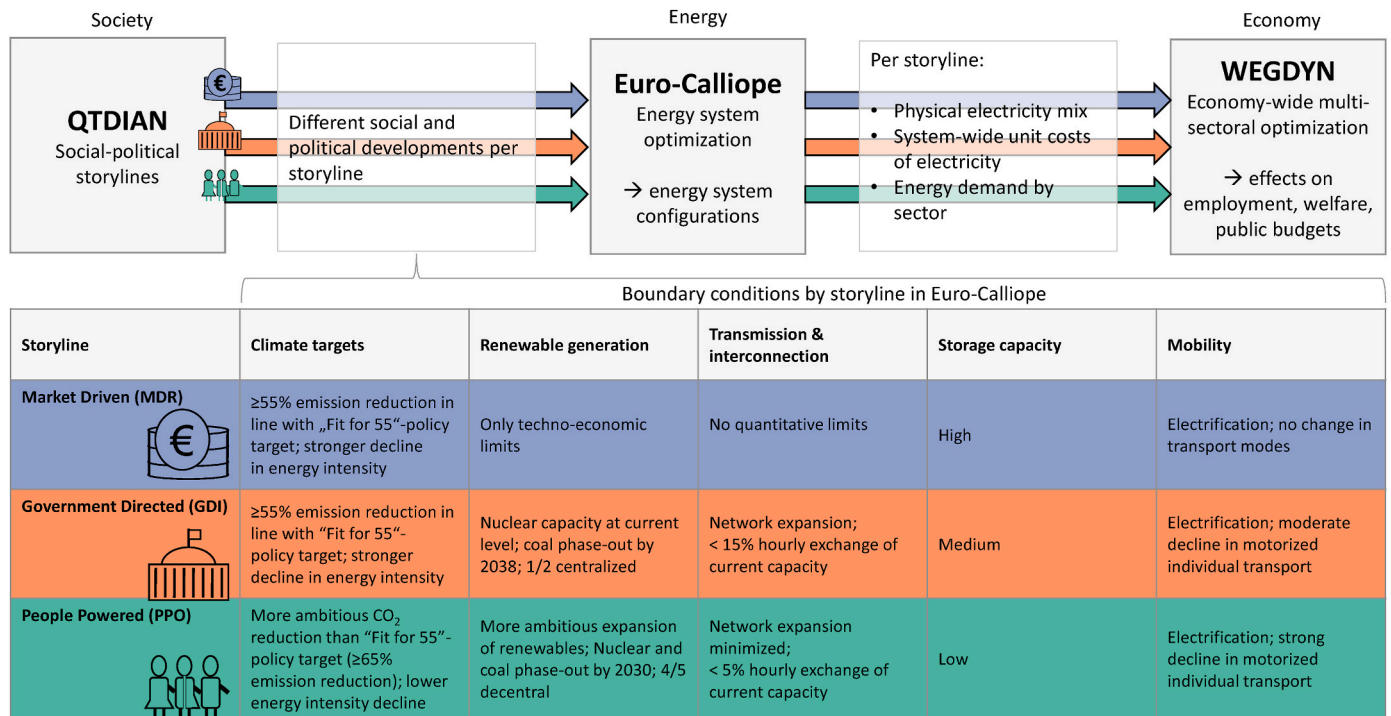 Society
Energy
Economy
QTDIAN
Social-political
storylines
€
Different social and
political developments per
storyline
Euro-Calliope
Energy system
optimization
→ energy system
configurations
Per storyline:
• Physical electricity mix
• System-wide unit costs
of electricity
• Energy demand by
sector
WEGDYN
Economy-wide multi-
sectoral optimization
→ effects on
employment, welfare,
public budgets
Boundary conditions by storyline in Euro-Calliope
Storyline
Climate targets
Renewable generation
Transmission &
interconnection
Storage capacity
Mobility
Market Driven (MDR)
€
≥55% emission reduction in
line with „Fit for 55“-policy
target; stronger decline
in energy intensity
Only techno-economic
limits
No quantitative limits
High
Electrification; no change in
transport modes
Government Directed (GDI)
≥55% emission reduction in
line with “Fit for 55“-
policy target; stronger
decline in energy intensity
Nuclear capacity at current
level; coal phase-out by
2038; 1/2 centralized
Network expansion;
< 15% hourly exchange of
current capacity
Medium
Electrification; moderate
decline in motorized
individual transport
People Powered (PPO)
More ambitious CO₂
reduction than “Fit for 55”-
policy target (≥65%
emission reduction); lower
energy intensity decline
More ambitious expansion
of renewables; Nuclear and
coal phase-out by 2030; 4/5
decentral
Network expansion
minimized;
< 5% hourly exchange of
current capacity
Low
Electrification; strong
decline in motorized
individual transport